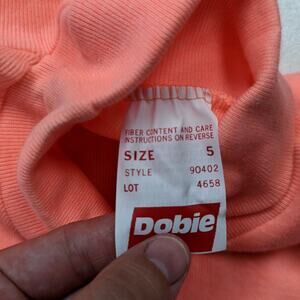 FIBER CONTENT AND CARE
INSTRUCTIONS ON REVERSE
SIZE 5
STYLE 90402
LOT 4658
Dobie